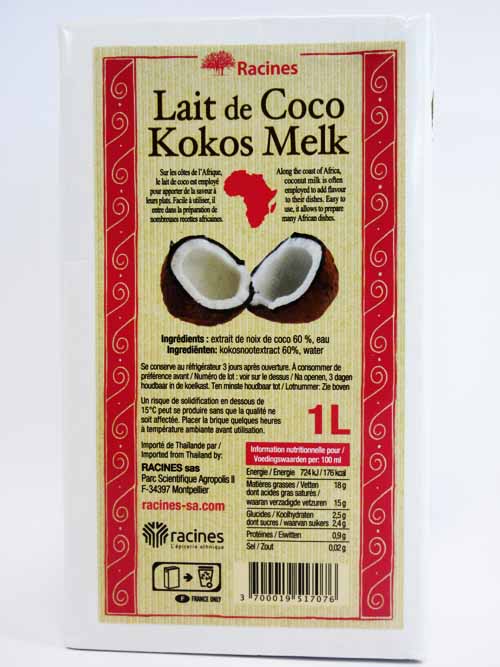 Racines
Lait de Coco
Kokos Melk
Sur les côtes de l'Afrique,
le lait de coco est employé
pour apporter de la saveur à
leurs plats. Facile à utiliser, il
entre dans la préparation de
nombreuses recettes africaines.
Along the coast of Africa,
coconut milk is often
employed to add flavour
to their dishes. Easy to
use, it allows to prepare
many African dishes.
Ingrédients : extrait de noix de coco 60 %, eau
Ingrediënten: kokosnootextract 60%, water
Se conserve au réfrigérateur 3 jours après ouverture. À consommer de
préférence avant / Numéro de lot : voir sur le dessus / Na openen, 3 dagen
houdbaar in de koelkast. Ten minste houdbaar tot / Lotnummer: Zie boven
Un risque de solidification en dessous de
15°C peut se produire sans que la qualité ne
soit affectée. Placer la brique quelques heures
à température ambiante avant utilisation.
1L
Importé de Thaïlande par /
Imported from Thailand by:
RACINES sas
Parc Scientifique Agropolis II
F-34397 Montpellier
racines-sa.com
Information nutritionnelle pour /
Voedingswaarden per: 100 ml
Energie / Energie 724 kJ / 176 kcal
Matières grasses / Vetten 18 g
dont acides gras saturés /
waaran verzadigde vetzuren 15 g
Glucides / Koolhydraten 2,5 g
dont sucres / waarvan suikers 2,4 g
Protéines / Eiwitten 0,9 g
Sel / Zout 0,02 g
racines
L'épicerie ethnique
FRANCE ONLY
3 700019 517076